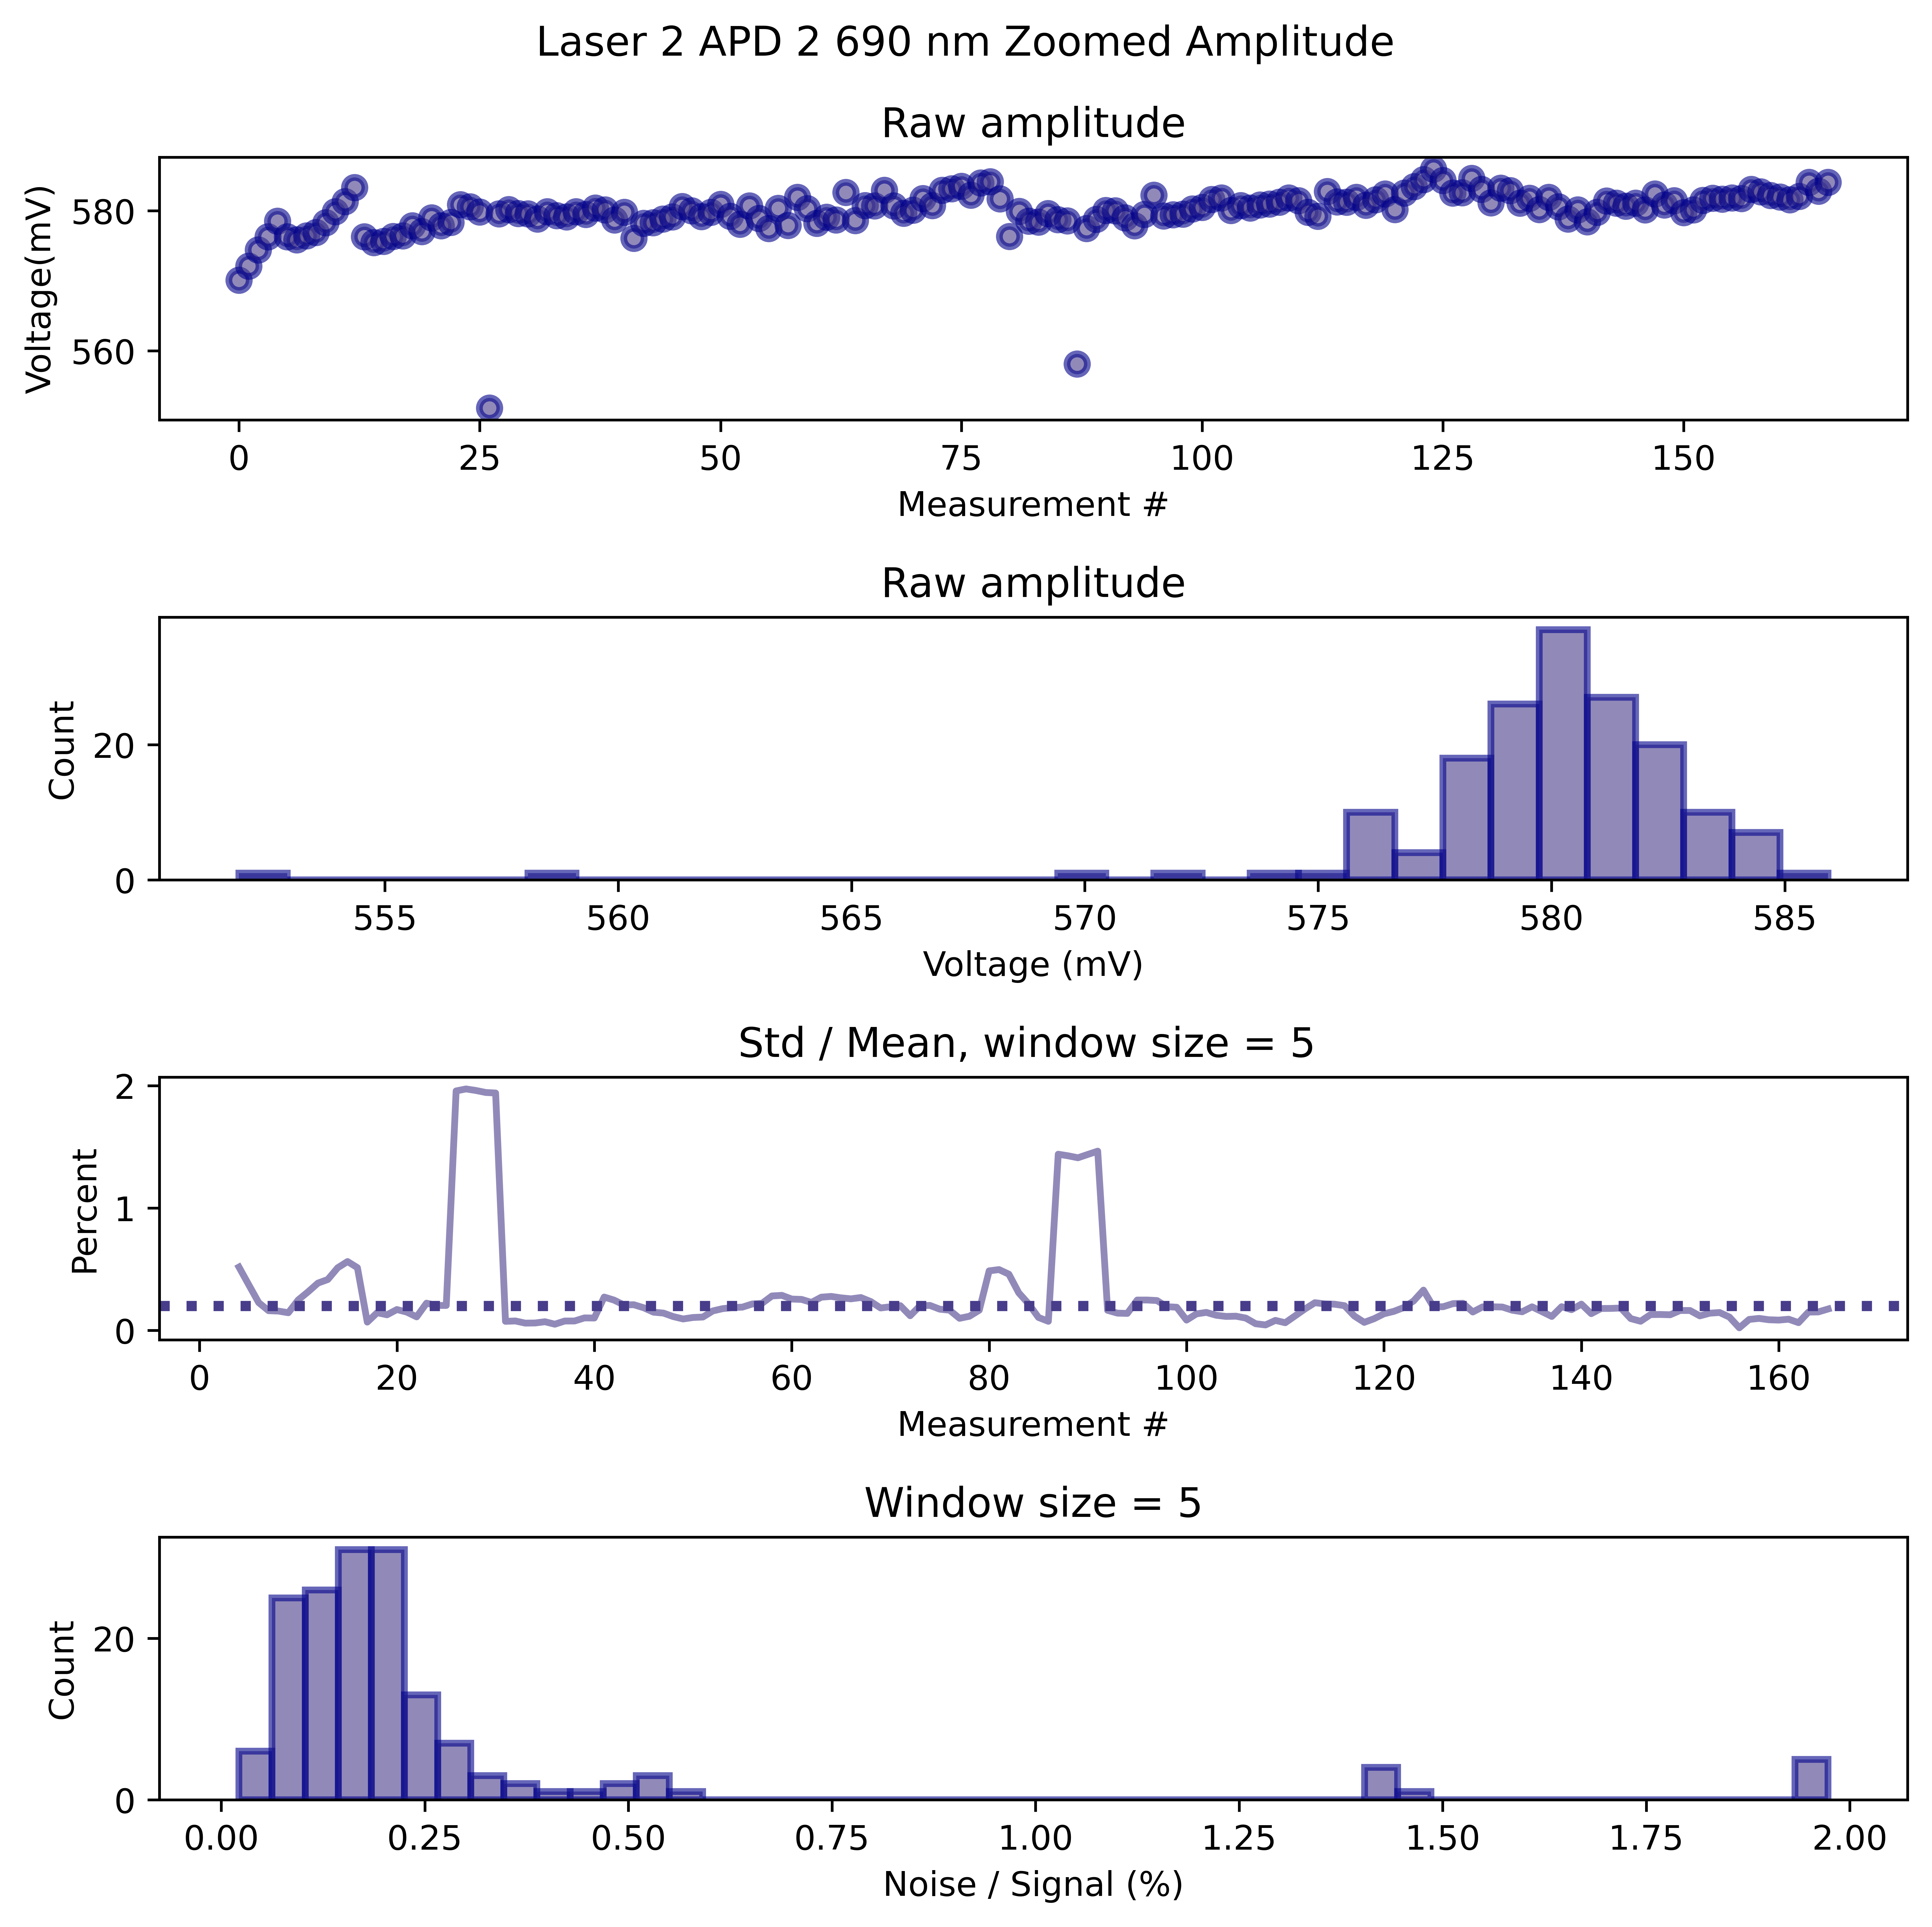 Laser 2 APD 2 690 nm Zoomed Amplitude
Raw amplitude
Voltage(mV)
580
560
0 25 50 75 100 125 150
Measurement #
Raw amplitude
Count
20
0
555 560 565 570 575 580 585
Voltage (mV)
Std / Mean, window size = 5
Percent
2
1
0
0 20 40 60 80 100 120 140 160
Measurement #
Window size = 5
Count
20
0
0.00 0.25 0.50 0.75 1.00 1.25 1.50 1.75 2.00
Noise / Signal (%)